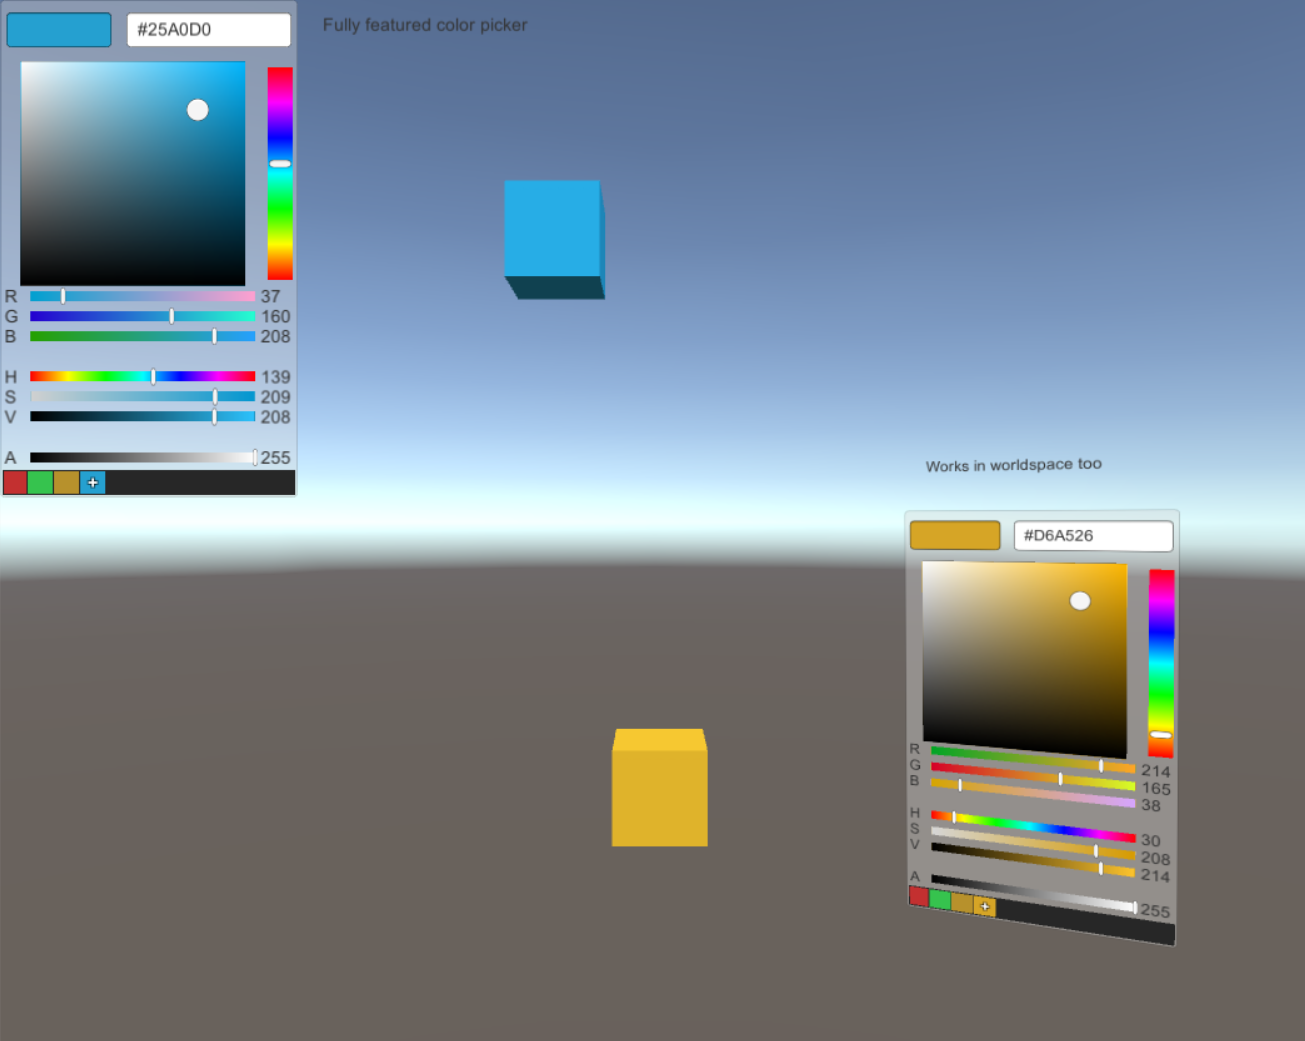 #25A0D0
Fully featured color picker
R 37
G 160
B 208
H 139
S 209
V 208
A 255
Works in worldspace too
#D6A526
R 214
G 165
B 38
H 30
S 208
V 214
A 255